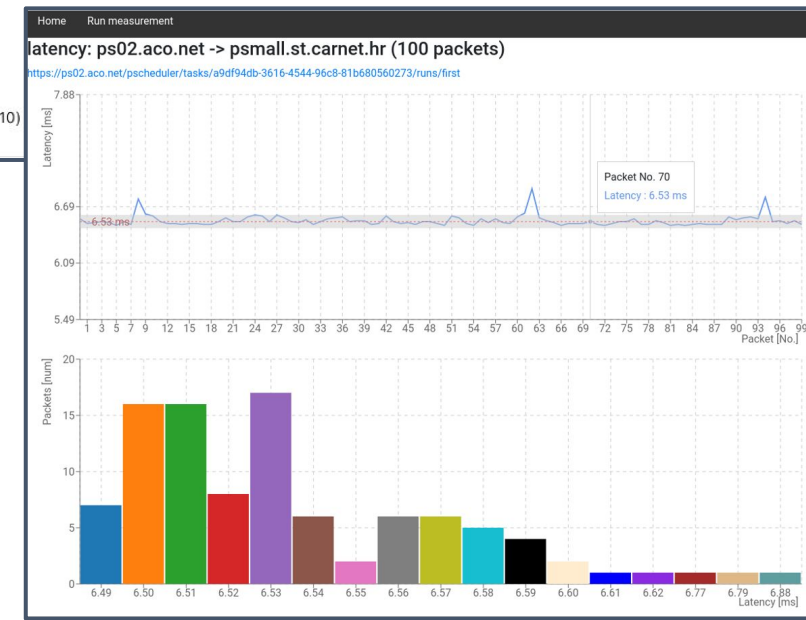 10)
Home Run measurement
latency: ps02.aco.net -> psmall.st.carnet.hr (100 packets)
https://ps02.aco.net/pscheduler/tasks/a9df94db-3616-4544-96c8-81b680560273/runs/first
7.88
Latency [ms]
Packet No. 70
Latency : 6.53 ms
6.69
6.53 ms
6.09
5.49
1 3 5 7 9 12 15 18 21 24 27 30 33 36 39 42 45 48 51 54 57 60 63 66 69 72 75 78 81 84 87 90 93 96 99
Packet [No.]
20
Packets [num]
15
10
5
0
6.49 6.50 6.51 6.52 6.53 6.54 6.55 6.56 6.57 6.58 6.59 6.60 6.61 6.62 6.77 6.79 6.88
Latency [ms]